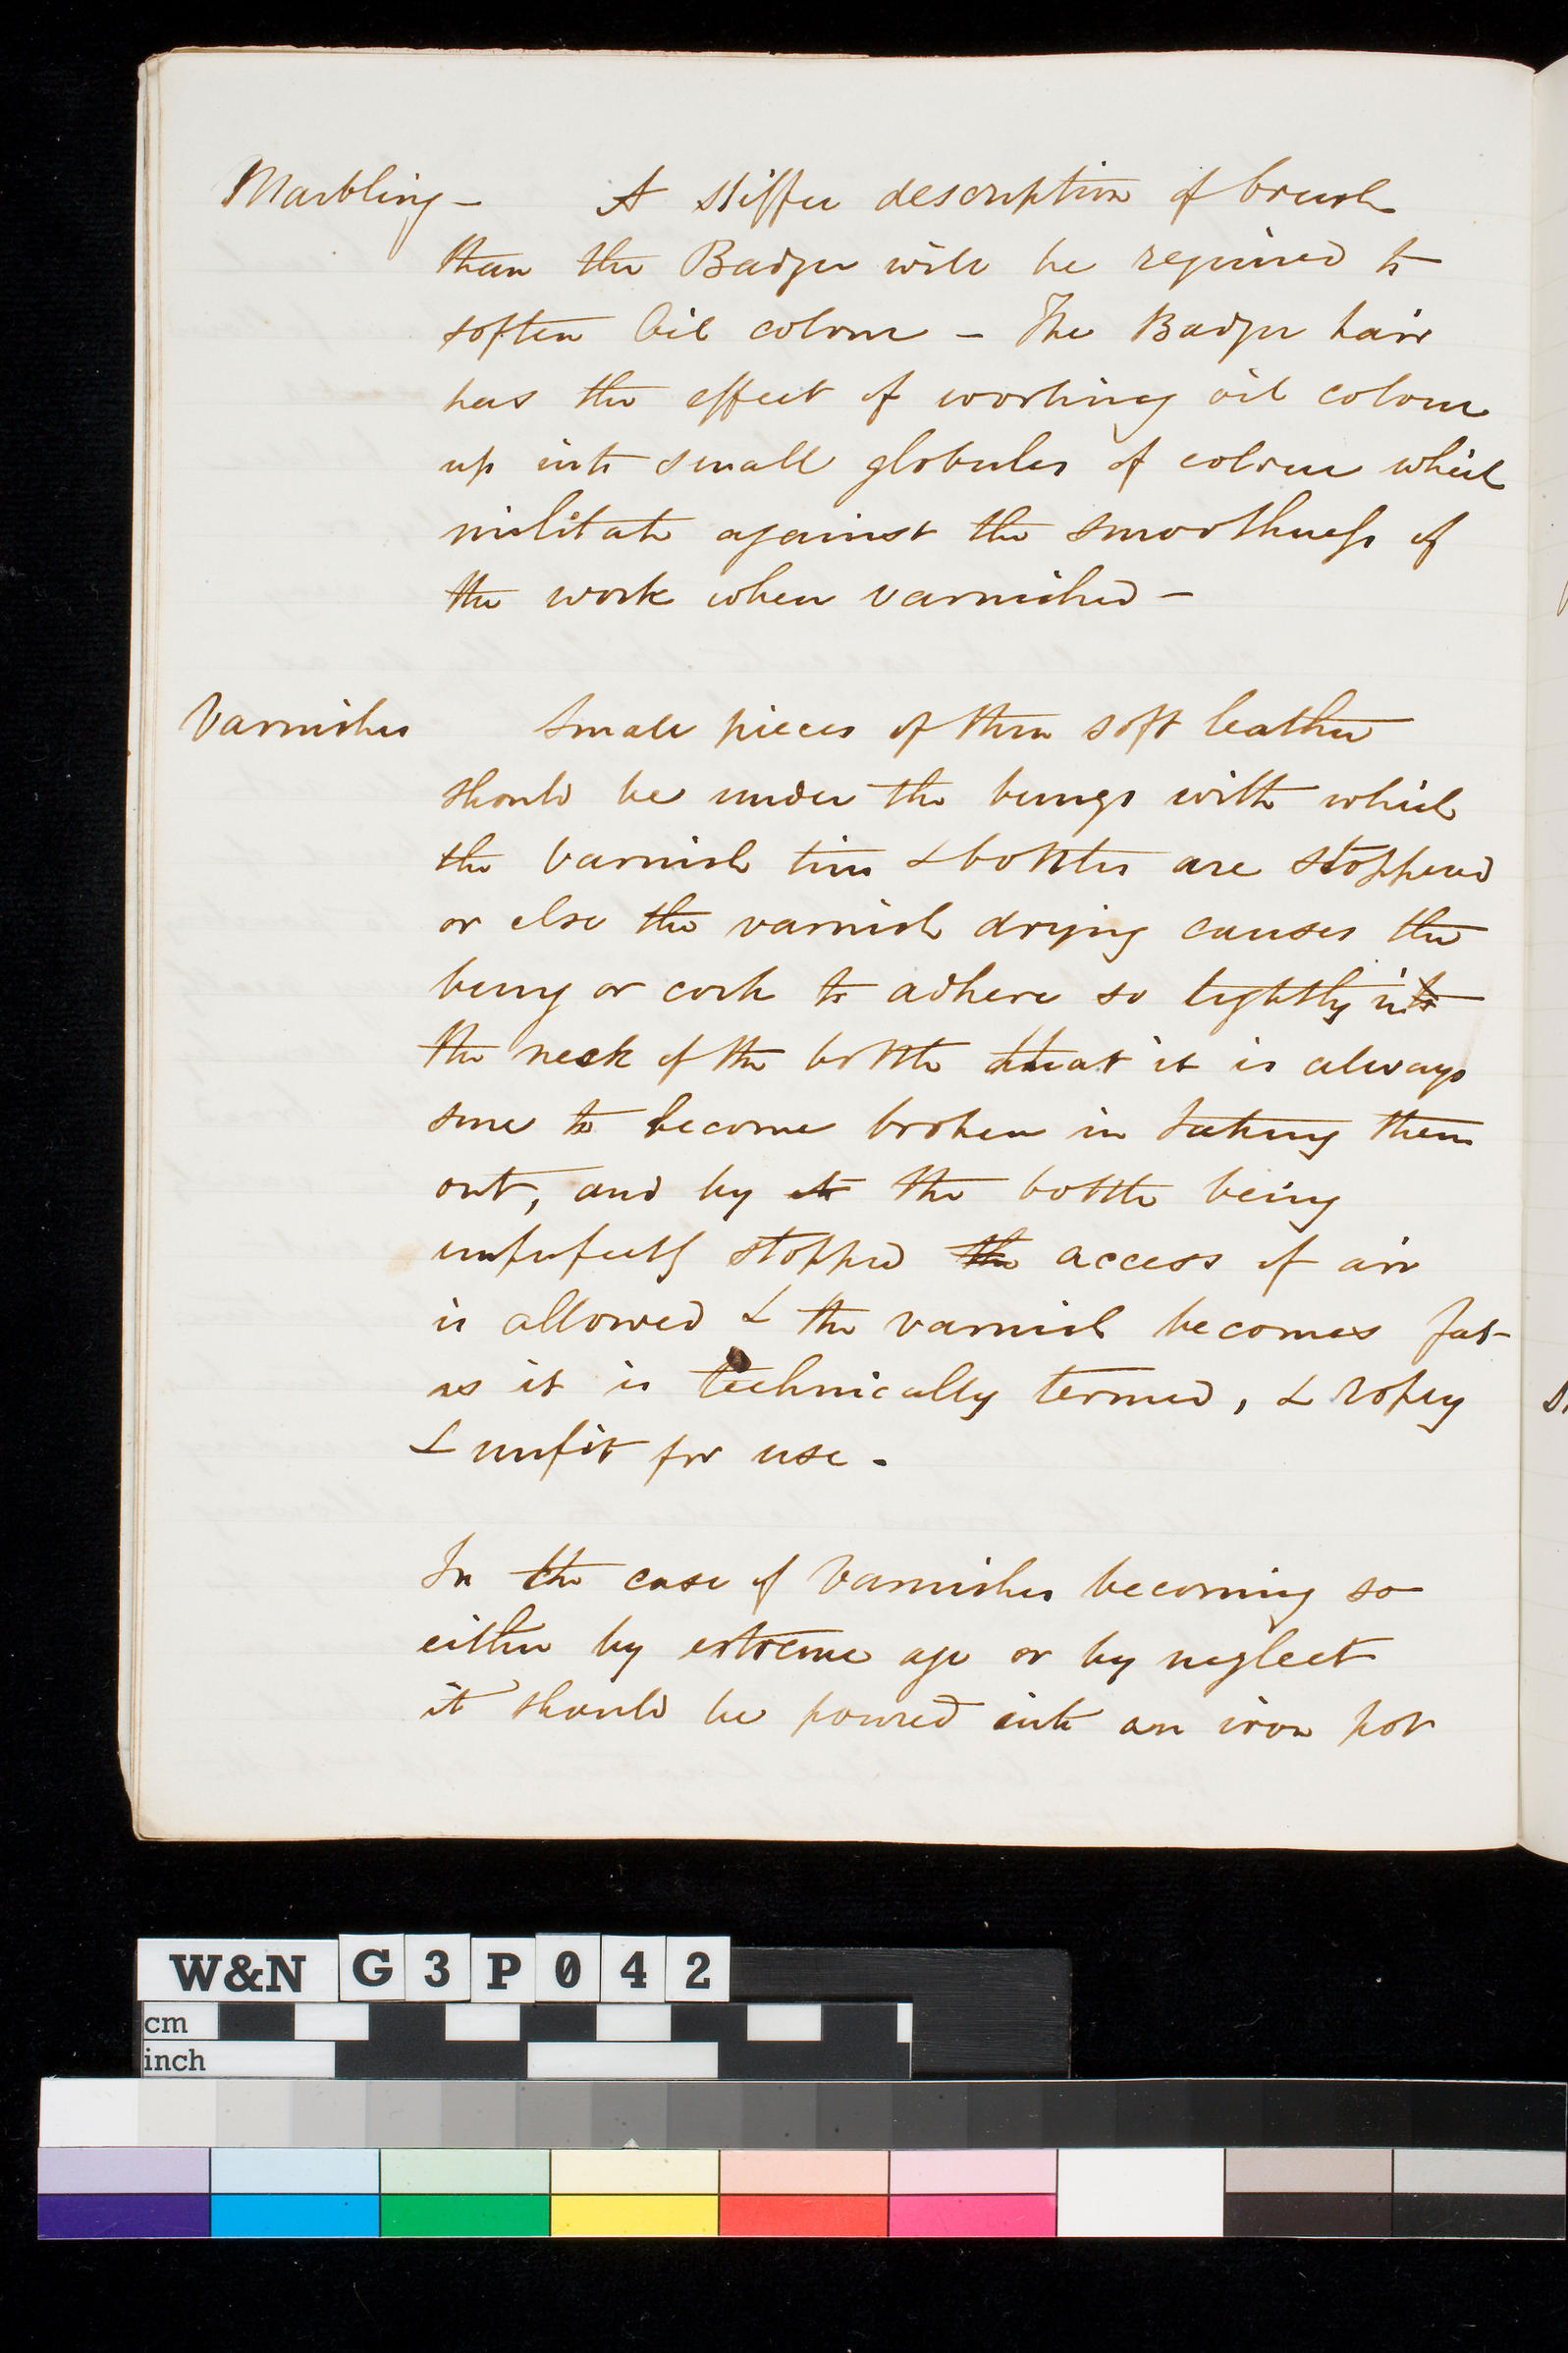 Marbling – A stiffer description of brush
than the Badger will be required to
soften Oil colour – The Badger hair
has the effect of working oil colour
up into small globules of colour which
militate against the smoothness of
the work when varnished –
Varnishes Small pieces of thin soft leather
should be under the bungs with which
the varnish tins & bottles are stoppered
or else the varnish drying causes the
bung or cork to adhere so tightly into
the neck of the bottle that it is always
sure to become broken in taking them
out, and by the bottle being
imperfectly stopped the access of air
is allowed & the varnish becomes fat
as it is technically termed, & ropey
& unfit for use.
In the case of Varnishes becoming so
either by extreme age or by neglect
it should be poured into an iron pot
W&N G3P042
cm
inch